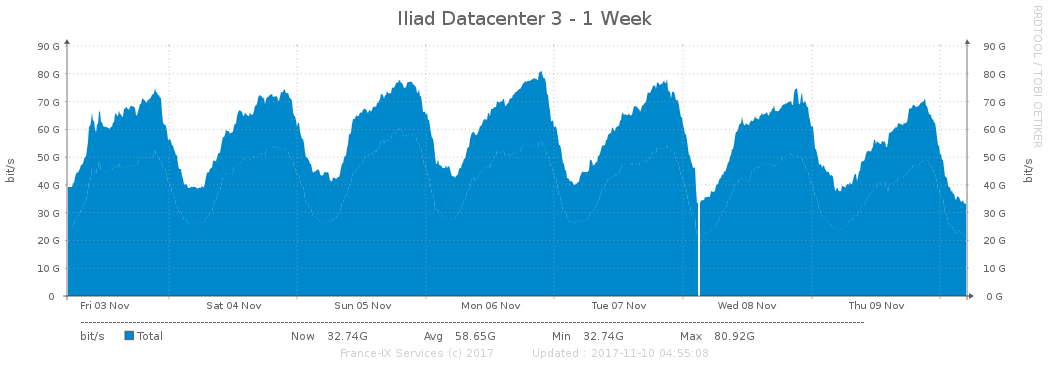 Iliad Datacenter 3 - 1 Week
RRDTOOL / TOBI OETIKER
90 G 90 G
80 G 80 G
70 G 70 G
60 G 60 G
50 G 50 G
40 G 40 G
30 G 30 G
20 G 20 G
10 G 10 G
0 0 G
bit/s bit/s
Fri 03 Nov Sat 04 Nov Sun 05 Nov Mon 06 Nov Tue 07 Nov Wed 08 Nov Thu 09 Nov
bit/s Total Now 32.74G Avg 58.65G Min 32.74G Max 80.92G
France-IX Services (c) 2017 Updated : 2017-11-10 04:55:08